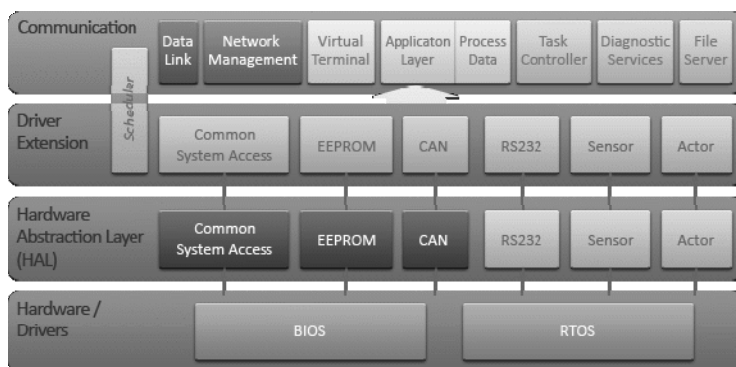 Communication
Data
Link
Network
Management
Virtual
Terminal
Applicaton
Layer
Process
Data
Task
Controller
Diagnostic
Services
File
Server
Scheduler
Driver
Extension
Common
System Access
EEPROM
CAN
RS232
Sensor
Actor
Hardware
Abstraction Layer
(HAL)
Common
System Access
EEPROM
CAN
RS232
Sensor
Actor
Hardware /
Drivers
BIOS
RTOS